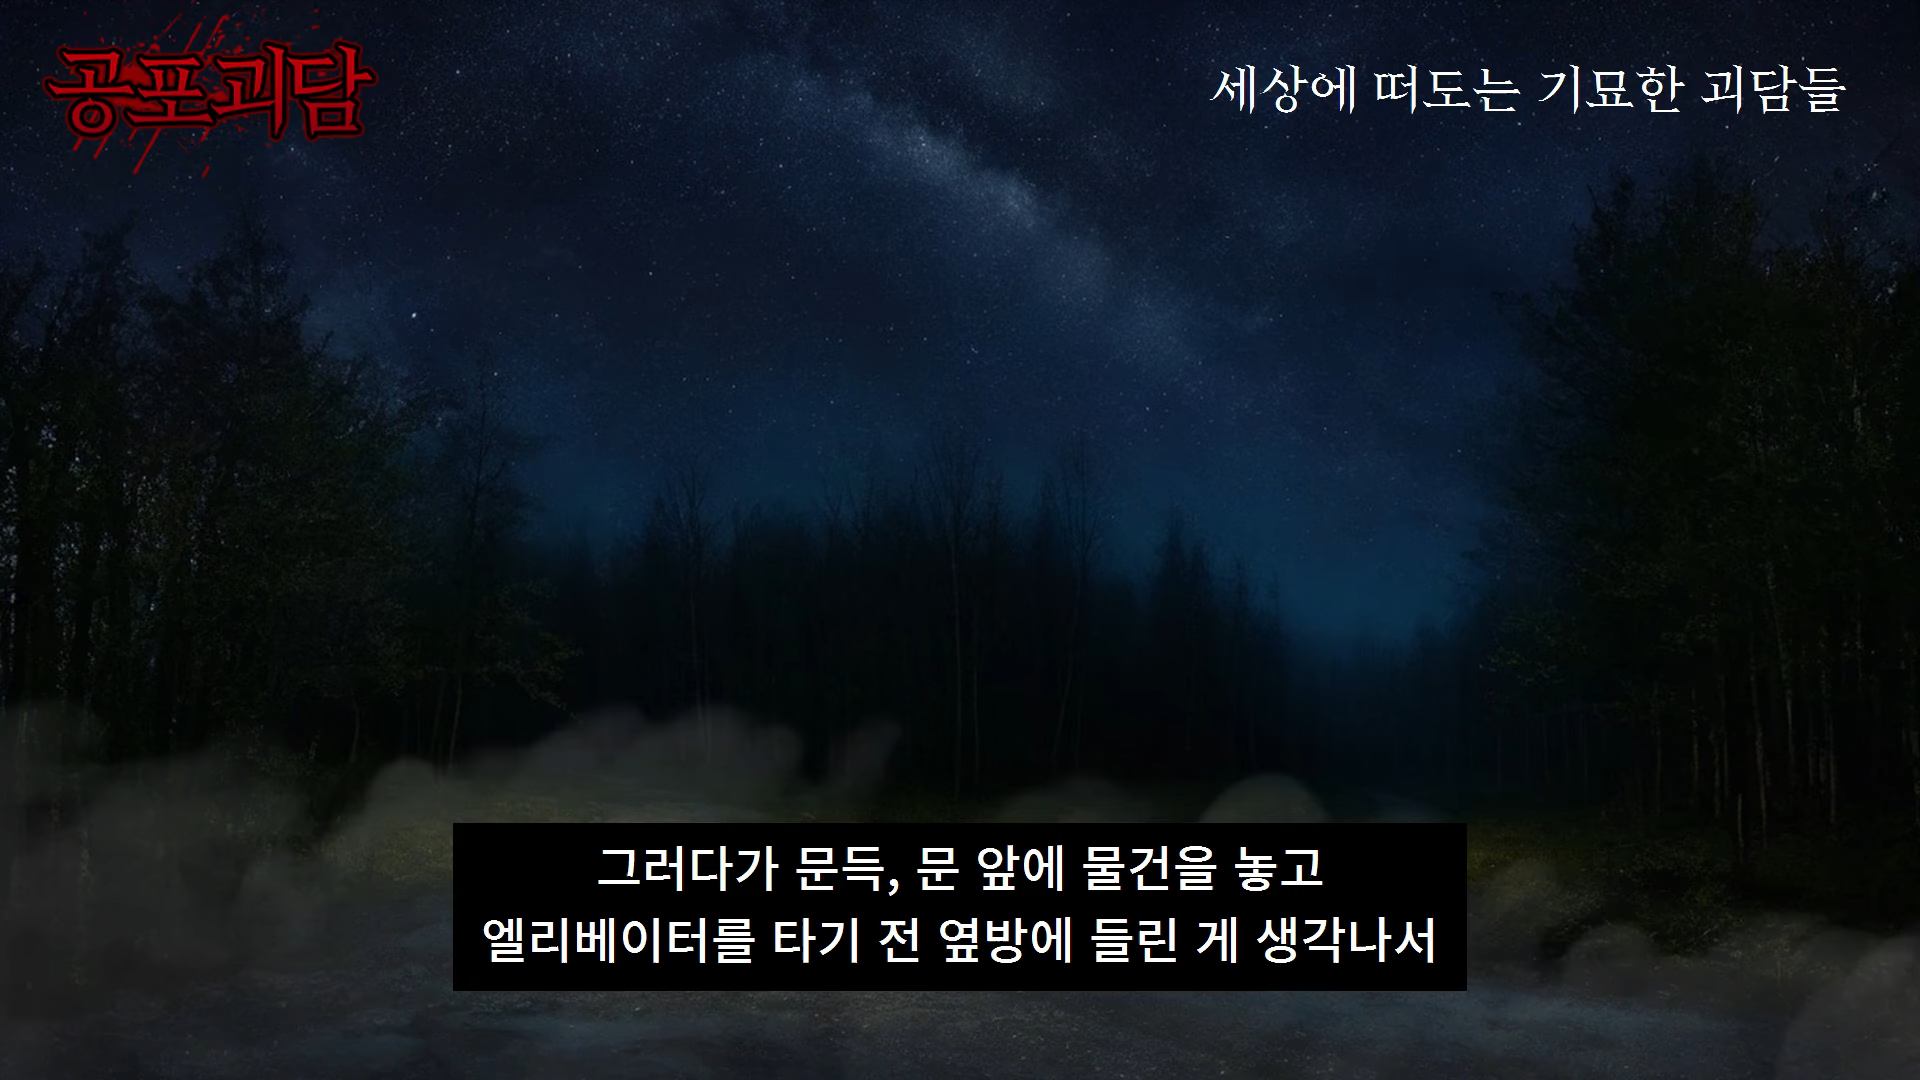 공포괴담
세상에 떠도는 기묘한 괴담들
그러다가 문득, 문 앞에 물건을 놓고
엘리베이터를 타기 전 옆방에 들린 게 생각나서